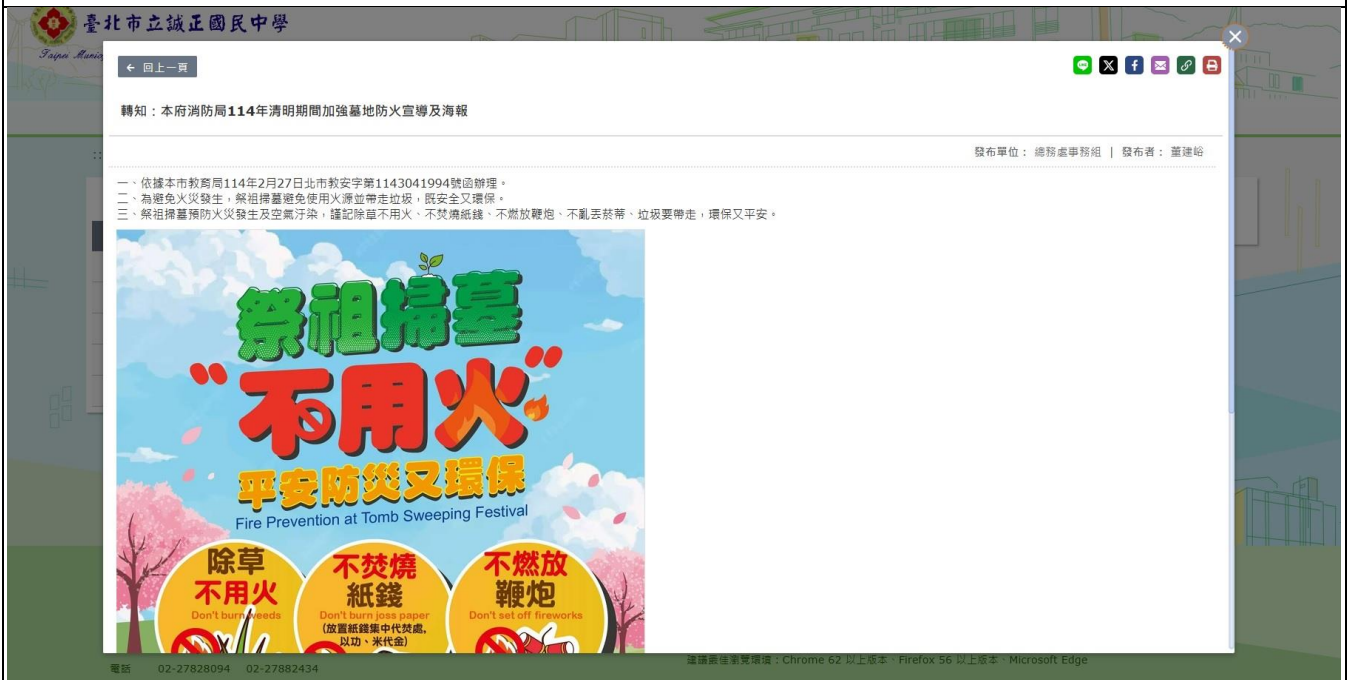 臺北市立誠正國民中學
Taipei Munic
← 回上一頁
轉知：本府消防局114年清明期間加強墓地防火宣導及海報
發布單位： 總務處事務組 | 發布者： 董建峪
一、依據本市教育局114年2月27日北市教安字第1143041994號函辦理。
二、為避免火災發生，祭祖掃墓避免使用火源並帶走垃圾，既安全又環保。
三、祭祖掃墓預防火災發生及空氣汙染，謹記除草不用火、不焚燒紙錢、不燃放鞭炮、不亂丟菸蒂、垃圾要帶走，環保又平安。
祭祖掃墓
“不用火”
平安防災又環保
Fire Prevention at Tomb Sweeping Festival
除草
不用火
Don't burn weeds
不焚燒
紙錢
Don't burn joss paper
(放置紙錢集中代焚處,
以功、米代金)
不燃放
鞭炮
Don't set off fireworks
建議最佳瀏覽環境：Chrome 62 以上版本、Firefox 56 以上版本、Microsoft Edge
電話 02-27828094 02-27882434